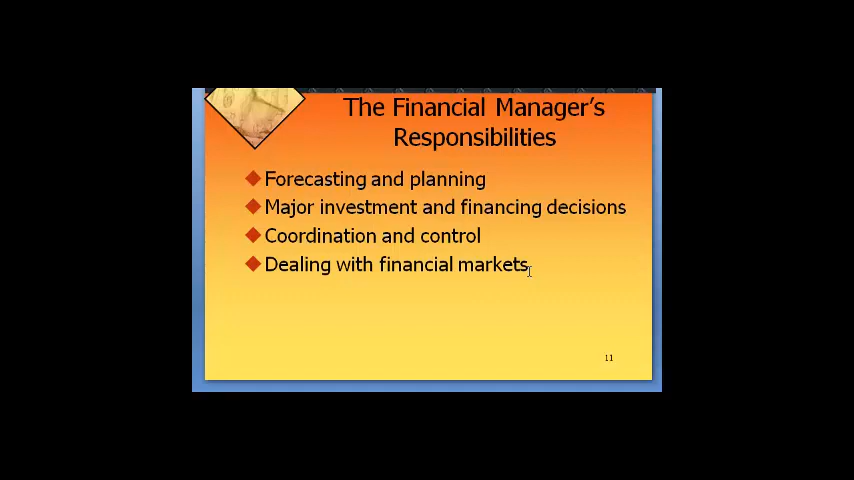 The Financial Manager's
Responsibilities
Forecasting and planning
Major investment and financing decisions
Coordination and control
Dealing with financial markets
11